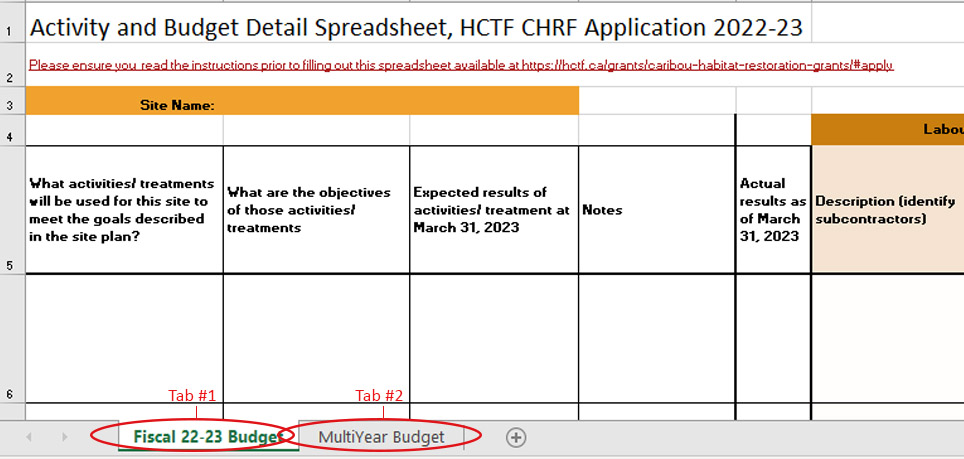 1
Activity and Budget Detail Spreadsheet, HCTF CHRF Application 2022-23
2
Please ensure you read the instructions prior to filling out this spreadsheet available at https://hctf.ca/grants/caribou-habitat-restoration-grants/#apply
3
Site Name:
4
Labou
5
What activities/ treatments
will be used for this site to
meet the goals described
in the site plan?
What are the objectives
of those activities/
treatments
Expected results of
activities/ treatment at
March 31, 2023
Notes
Actual
results as
of March
31, 2023
Description (identify
subcontractors)
6
Tab #1
Tab #2
Fiscal 22-23 Budget
MultiYear Budget